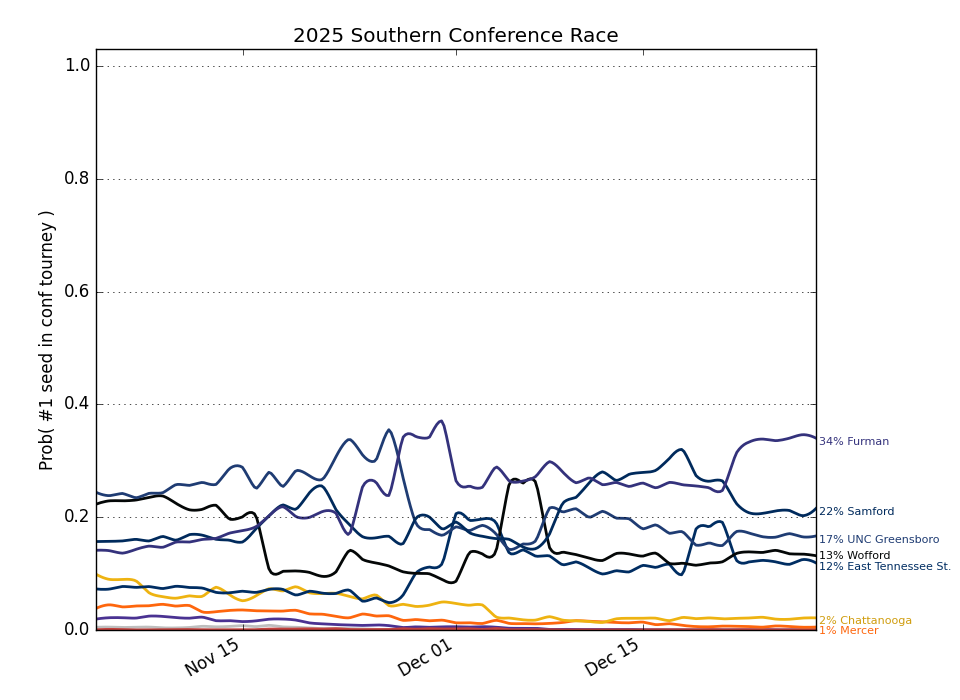 2025 Southern Conference Race
Prob( #1 seed in conf tourney )
1.0
0.8
0.6
0.4
0.2
0.0
Nov 15
Dec 01
Dec 15
34% Furman
22% Samford
17% UNC Greensboro
13% Wofford
12% East Tennessee St.
2% Chattanooga
1% Mercer